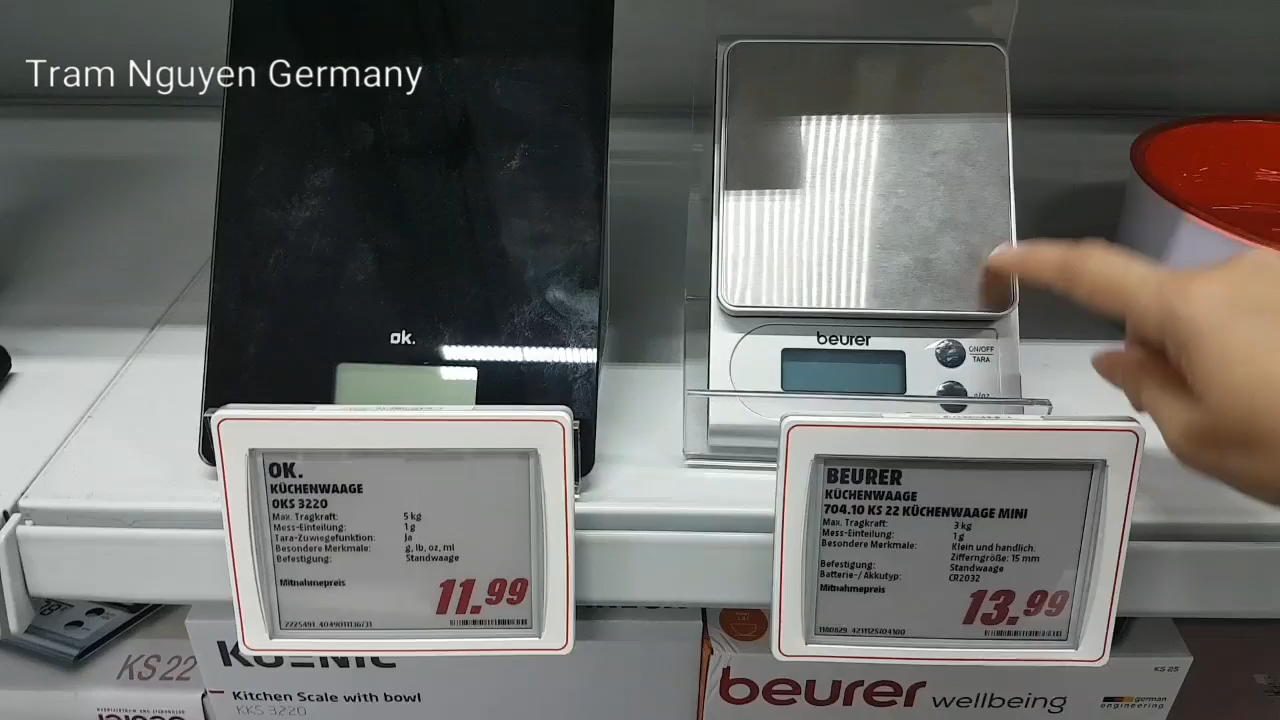 Tram Nguyen Germany
ok.
beurer
ON/OFF
TARA
OK.
KÜCHENWAAGE
OKS 3220
Max. Tragkraft: 5 kg
Mess-Einteilung: 1 g
Tara-Zuwiegefunktion: Ja
Besondere Merkmale: g, lb, oz, ml
Befestigung: Standwaage
Mitnahmepreis
11.99
BEURER
KÜCHENWAAGE
704.10 KS 22 KÜCHENWAAGE MINI
Max. Tragkraft: 3 kg
Mess-Einteilung: 1 g
Besondere Merkmale: Klein und handlich.
Zifferngröße: 15 mm
Befestigung: Standwaage
Batterie-/ Akkutyp: CR2032
Mitnahmepreis
13.99
KS 22
KOENIC
Kitchen Scale with bowl
KKS 3220
beurer wellbeing
KS 25
german
engineering
beurer